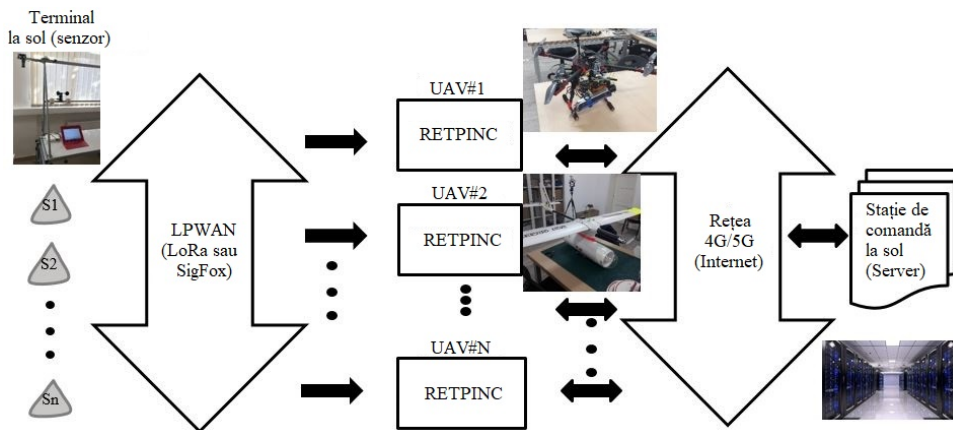 Terminal
la sol (senzor)
S1
S2
Sn
LPWAN
(LoRa sau
SigFox)
UAV#1
RETPINC
UAV#2
RETPINC
UAV#N
RETPINC
Rețea
4G/5G
(Internet)
Stație de
comandă
la sol
(Server)